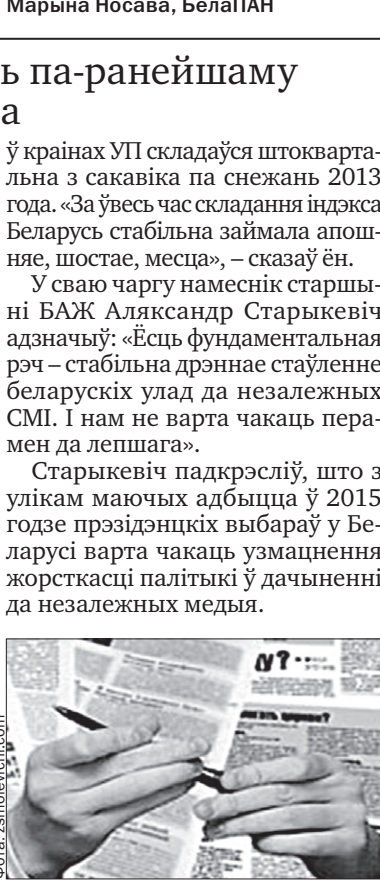 Марына Носава, БелаПАН
ь па-ранейшаму
а
ў краінах УП складаўся штокварта-
льна з сакавіка па снежань 2013
года. «За ўвесь час складання індэкса
Беларусь стабільна займала апош-
няе, шостае, месца», – сказаў ён.
У сваю чаргу намеснік старшы-
ні БАЖ Аляксандр Старыкевіч
адзначыў: «Ёсць фундаментальная
рэч – стабільна дрэннае стаўленне
беларускіх улад да незалежных
СМІ. І нам не варта чакаць пера-
мен да лепшага».
Старыкевіч падкрэсліў, што з
улікам маючых адбыцца ў 2015
годзе прэзідэнцкіх выбараў у Бе-
ларусі варта чакаць узмацнення
жорсткасці палітыкі ў дачыненні
да незалежных медыя.